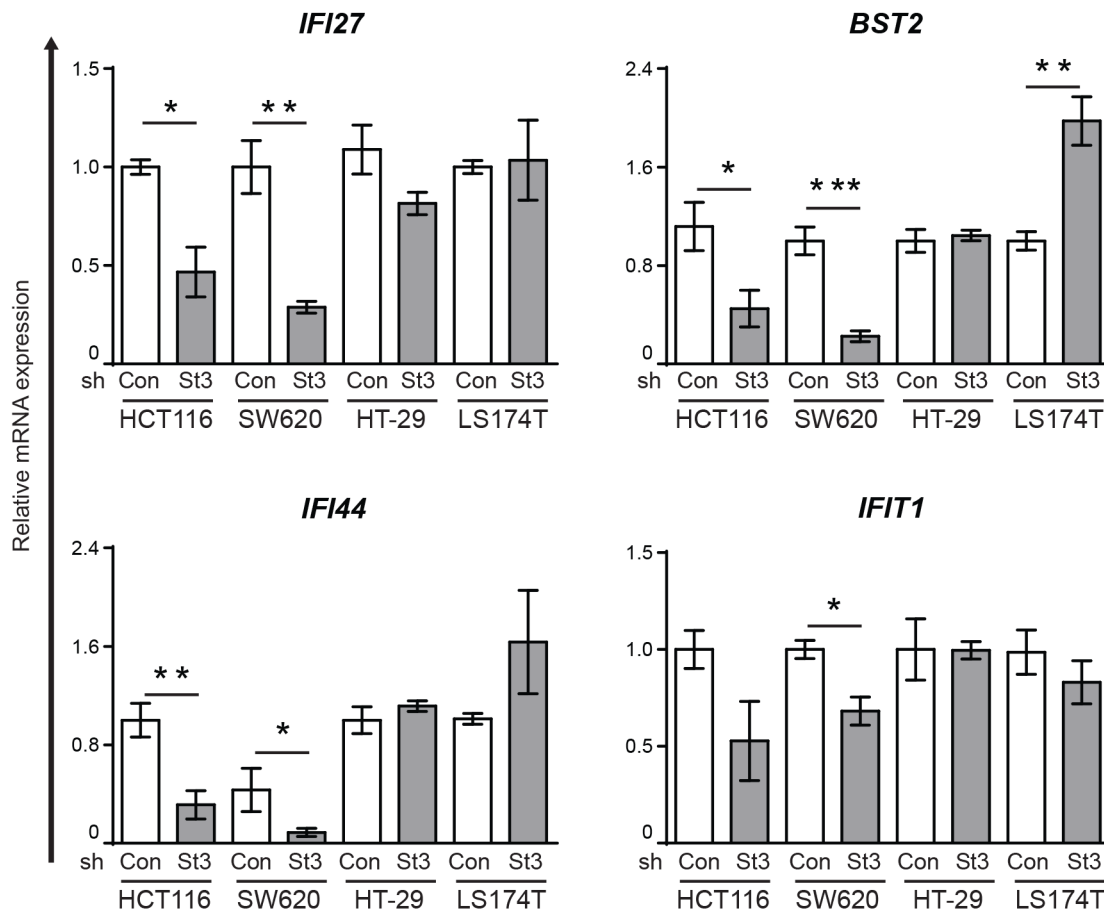 IFI27
BST2
Relative mRNA expression
1.5
1.0
0.5
0
* * *
sh Con St3 Con St3 Con St3 Con St3
HCT116 SW620 HT-29 LS174T
2.4
1.6
0.8
0
* * *** * *
Con St3 Con St3 Con St3 Con St3
HCT116 SW620 HT-29 LS174T
IFI44
IFIT1
2.4
1.6
0.8
0
* * *
sh Con St3 Con St3 Con St3 Con St3
HCT116 SW620 HT-29 LS174T
1.5
1.0
0.5
0
*
sh Con St3 Con St3 Con St3 Con St3
HCT116 SW620 HT-29 LS174T